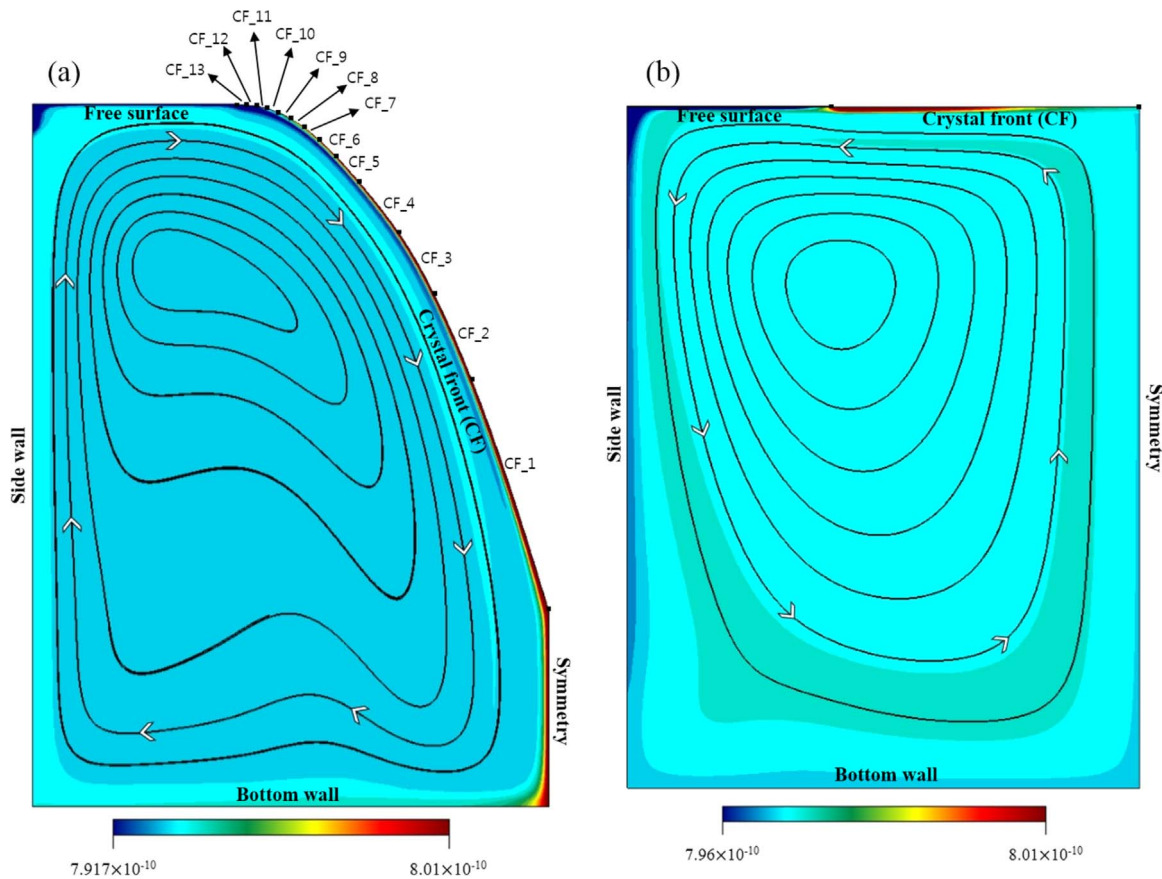 (a)
CF_11
CF_12
CF_10
CF_13
CF_9
CF_8
CF_7
Free surface
CF_6
CF_5
CF_4
CF_3
CF_2
Crystal front (CF)
CF_1
Side wall
Symmetry
Bottom wall
7.917×10⁻¹⁰
8.01×10⁻¹⁰
(b)
Free surface
Crystal front (CF)
Side wall
Symmetry
Bottom wall
7.96×10⁻¹⁰
8.01×10⁻¹⁰